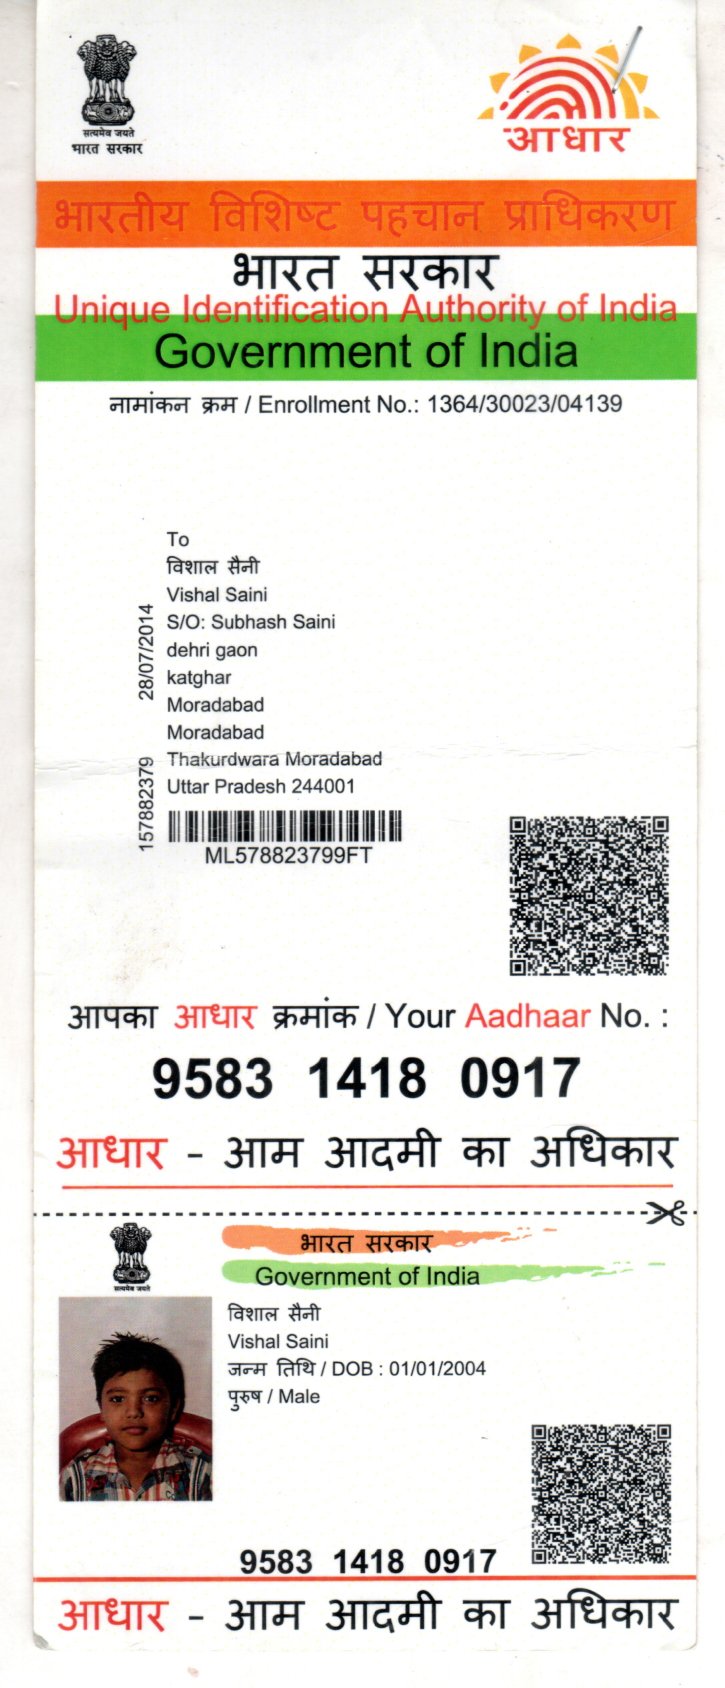 सत्यमेव जयते
भारत सरकार
आधार
भारतीय विशिष्ट पहचान प्राधिकरण
भारत सरकार
Unique Identification Authority of India
Government of India
नामांकन क्रम / Enrollment No.: 1364/30023/04139
To
विशाल सैनी
Vishal Saini
S/O: Subhash Saini
dehri gaon
katghar
Moradabad
Moradabad
Thakurdwara Moradabad
Uttar Pradesh 244001
28/07/2014
157882379
ML578823799FT
आपका आधार क्रमांक / Your Aadhaar No. :
9583 1418 0917
आधार - आम आदमी का अधिकार
सत्यमेव जयते
भारत सरकार
Government of India
विशाल सैनी
Vishal Saini
जन्म तिथि / DOB : 01/01/2004
पुरुष / Male
9583 1418 0917
आधार - आम आदमी का अधिकार